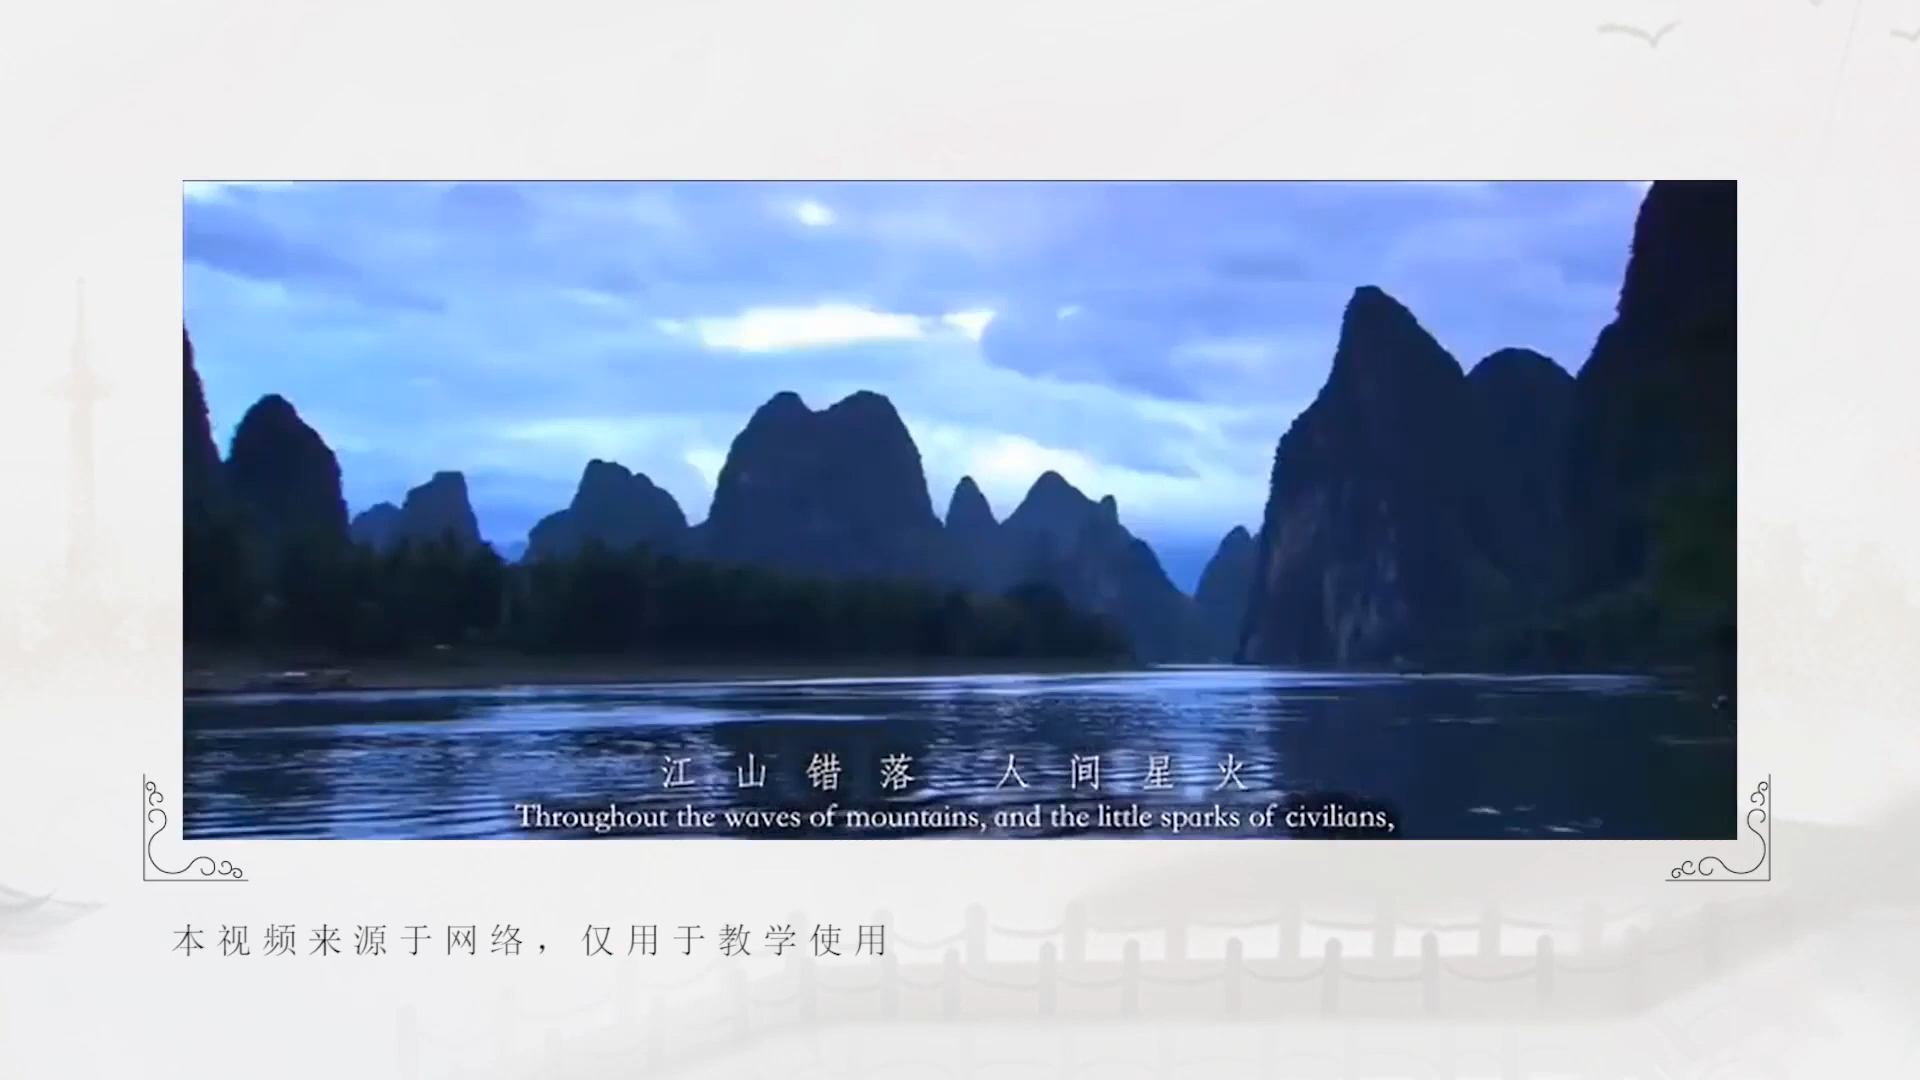 江山错落 人间星火
Throughout the waves of mountains, and the little sparks of civilians,
本视频来源于网络，仅用于教学使用